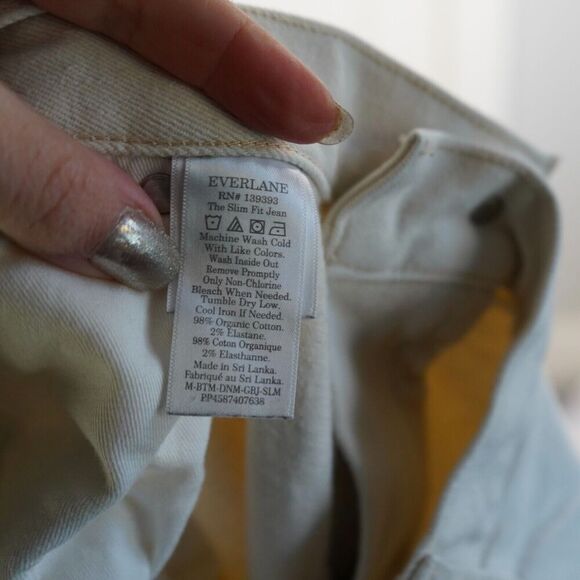 EVERLANE
RN# 139393
The Slim Fit Jean
Machine Wash Cold
With Like Colors.
Wash Inside Out
Remove Promptly
Only Non-Chlorine
Bleach When Needed.
Tumble Dry Low.
Cool Iron If Needed.
98% Organic Cotton.
2% Elastane.
98% Coton Organique
2% Elasthanne.
Made in Sri Lanka.
Fabriqué au Sri Lanka.
M-BTM-DNM-GBJ-SLM
PP4587407638